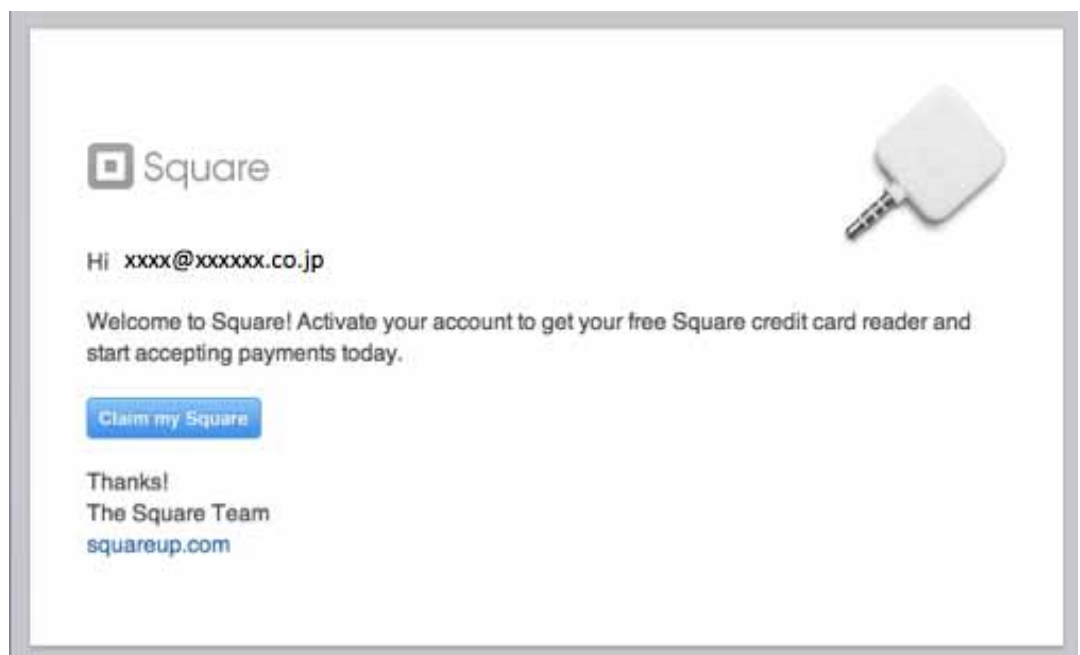 Square
Hi xxxx@xxxxxx.co.jp
Welcome to Square! Activate your account to get your free Square credit card reader and
start accepting payments today.
Claim my Square
Thanks!
The Square Team
squareup.com